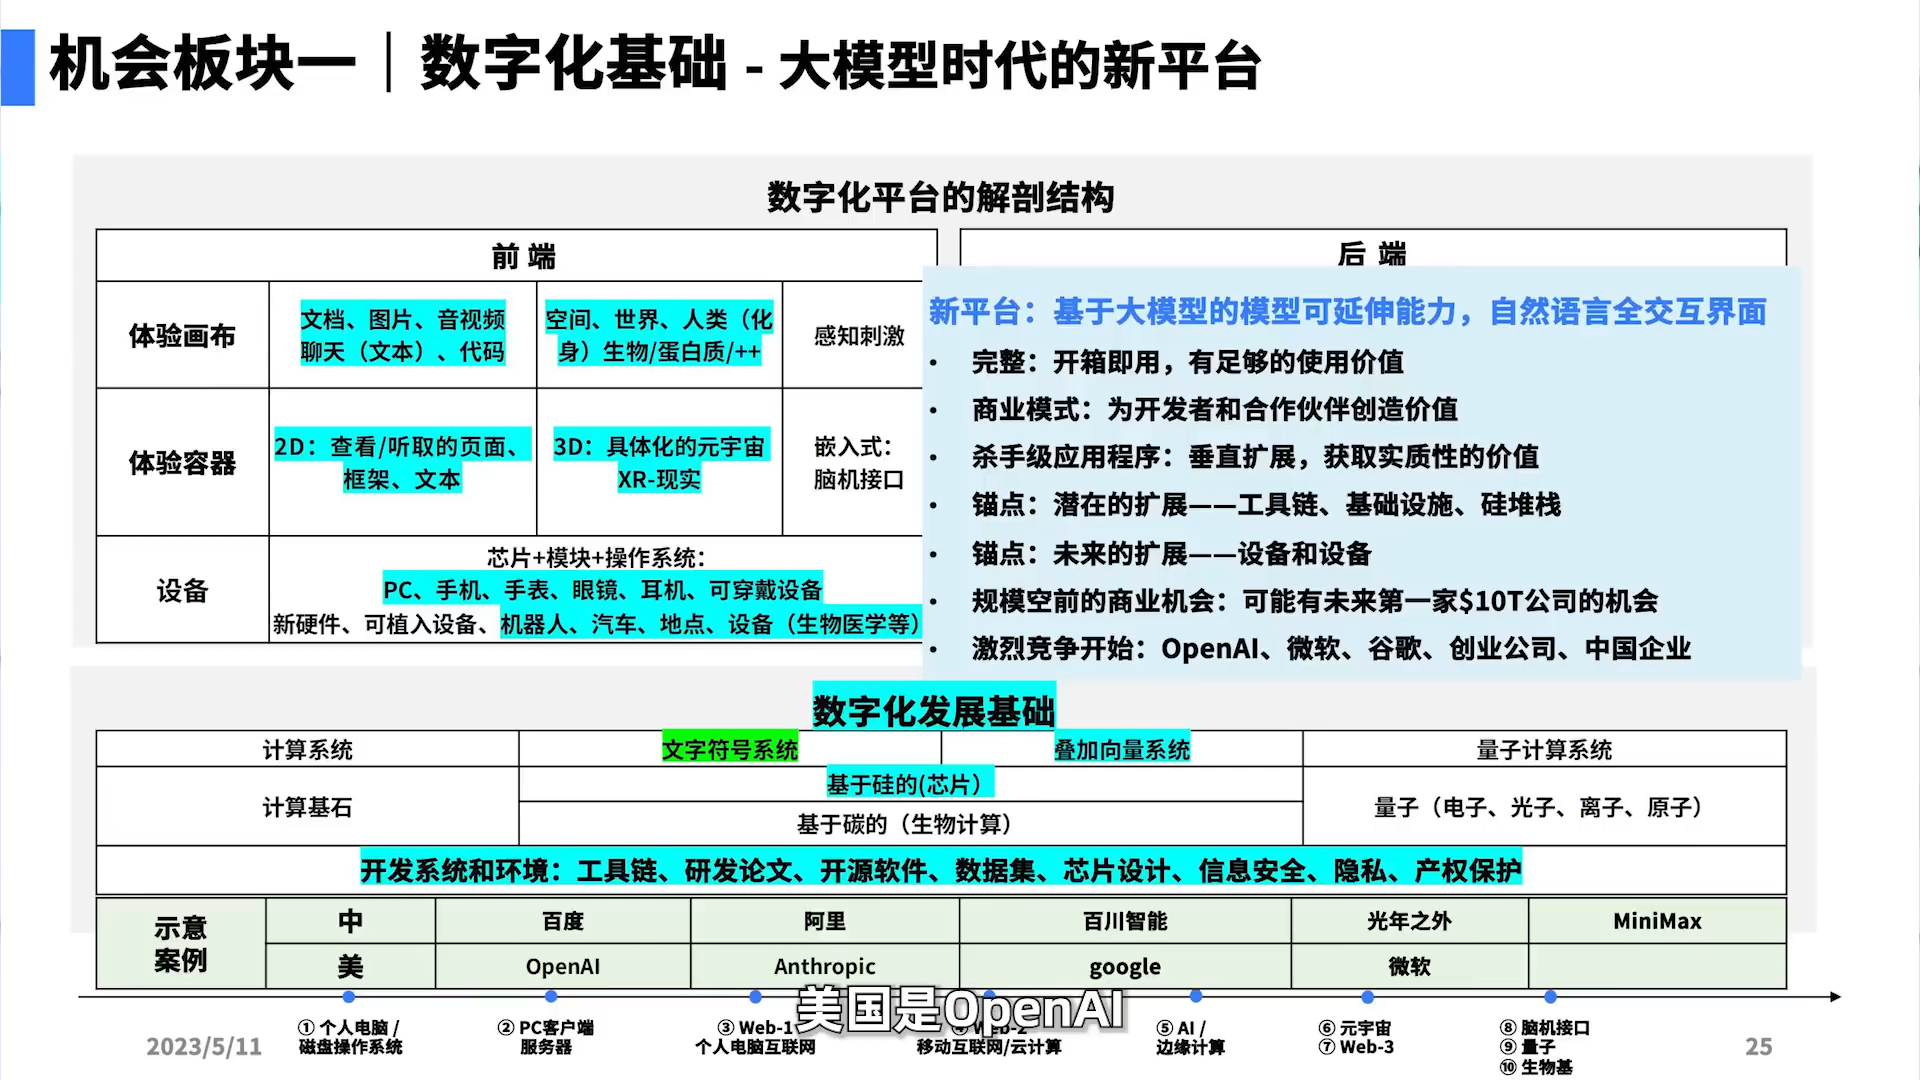 机会板块一｜数字化基础 - 大模型时代的新平台
数字化平台的解剖结构
前 端
后 端
体验画布
文档、图片、音视频
聊天（文本）、代码
空间、世界、人类（化
身）生物/蛋白质/++
感知刺激
体验容器
2D：查看/听取的页面、
框架、文本
3D：具体化的元宇宙
XR-现实
嵌入式：
脑机接口
设备
芯片+模块+操作系统：
PC、手机、手表、眼镜、耳机、可穿戴设备
新硬件、可植入设备、机器人、汽车、地点、设备（生物医学等）
新平台：基于大模型的模型可延伸能力，自然语言全交互界面
• 完整：开箱即用，有足够的使用价值
• 商业模式：为开发者和合作伙伴创造价值
• 杀手级应用程序：垂直扩展，获取实质性的价值
• 锚点：潜在的扩展——工具链、基础设施、硅堆栈
• 锚点：未来的扩展——设备和设备
• 规模空前的商业机会：可能有未来第一家$10T公司的机会
• 激烈竞争开始：OpenAI、微软、谷歌、创业公司、中国企业
数字化发展基础
计算系统
文字符号系统
叠加向量系统
量子计算系统
计算基石
基于硅的(芯片）
基于碳的（生物计算）
量子（电子、光子、离子、原子）
开发系统和环境：工具链、研发论文、开源软件、数据集、芯片设计、信息安全、隐私、产权保护
示意
案例
中
百度
阿里
百川智能
光年之外
MiniMax
美
OpenAI
Anthropic
google
微软
美国是OpenAI
① 个人电脑 /
磁盘操作系统
② PC客户端
服务器
③ Web-1
个人电脑互联网
④ Web-2
移动互联网/云计算
⑤ AI /
边缘计算
⑥ 元宇宙
⑦ Web-3
⑧ 脑机接口
⑨ 量子
⑩ 生物基
2023/5/11
25